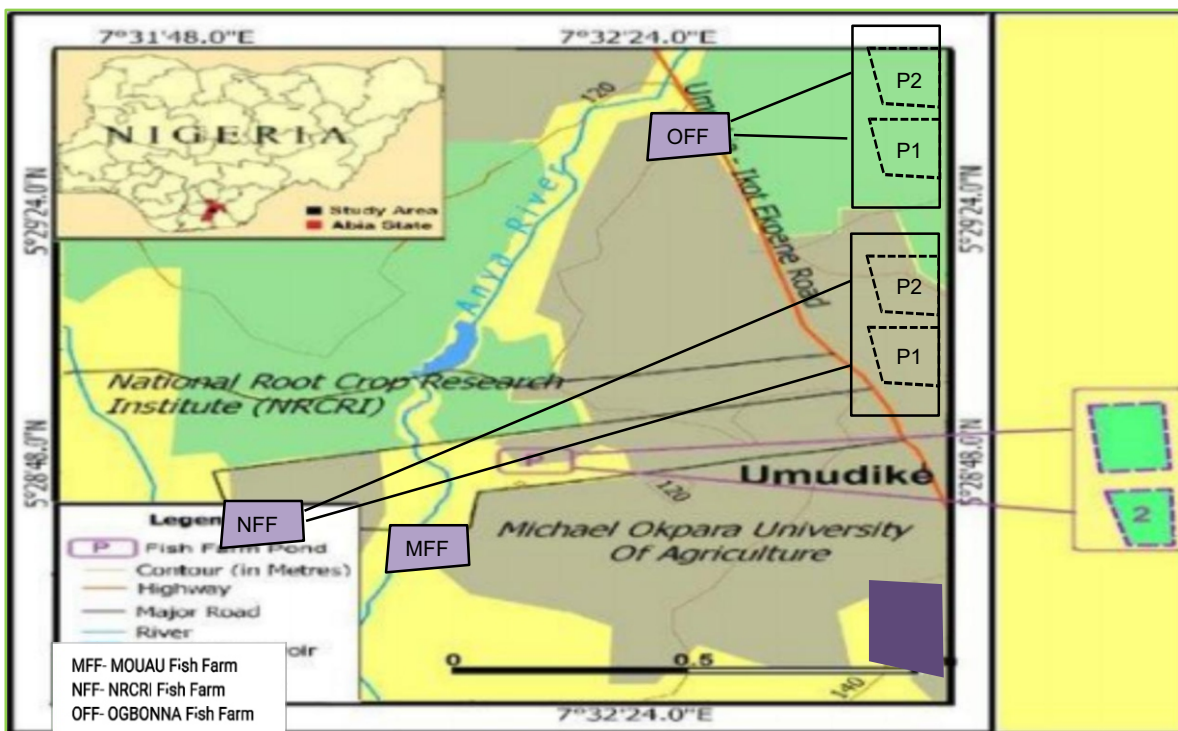 7°31'48.0"E
7°32'24.0"E
NIGERIA
Study Area
Abia State
120
OFF
P2
P1
P2
P1
5°29'24.0"N
5°29'24.0"N
Anya River
Ikot Ekpene Road
National Root Crop Research
Institute (NRCRI)
5°28'48.0"N
5°28'48.0"N
P
Umudike
120
2
NFF
MFF
Michael Okpara University
Of Agriculture
P Fish Farm Pond
Contour (in Metres)
Highway
Major Road
River
MFF- MOUAU Fish Farm
NFF- NRCRI Fish Farm
OFF- OGBONNA Fish Farm
0
0.5
140
7°32'24.0"E